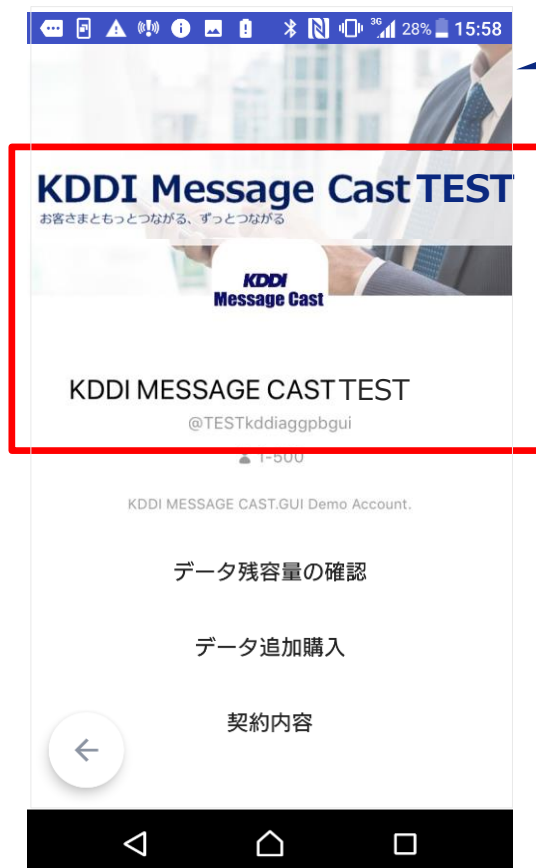 3G 28% 15:58
KDDI Message Cast TEST
お客さまともっとつながる、ずっとつながる
KDDI
Message Cast
KDDI MESSAGE CAST TEST
@TESTkddiaggpbgui
1-500
KDDI MESSAGE CAST.GUI Demo Account.
データ残容量の確認
データ追加購入
契約内容